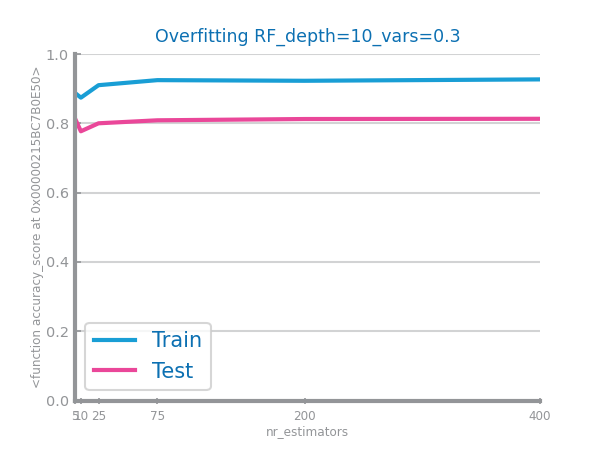 Overfitting RF_depth=10_vars=0.3
<function accuracy_score at 0x00000215BC7B0E50>
1.0
0.8
0.6
0.4
0.2
0.0
Train
Test
5 10 25 75 200 400
nr_estimators